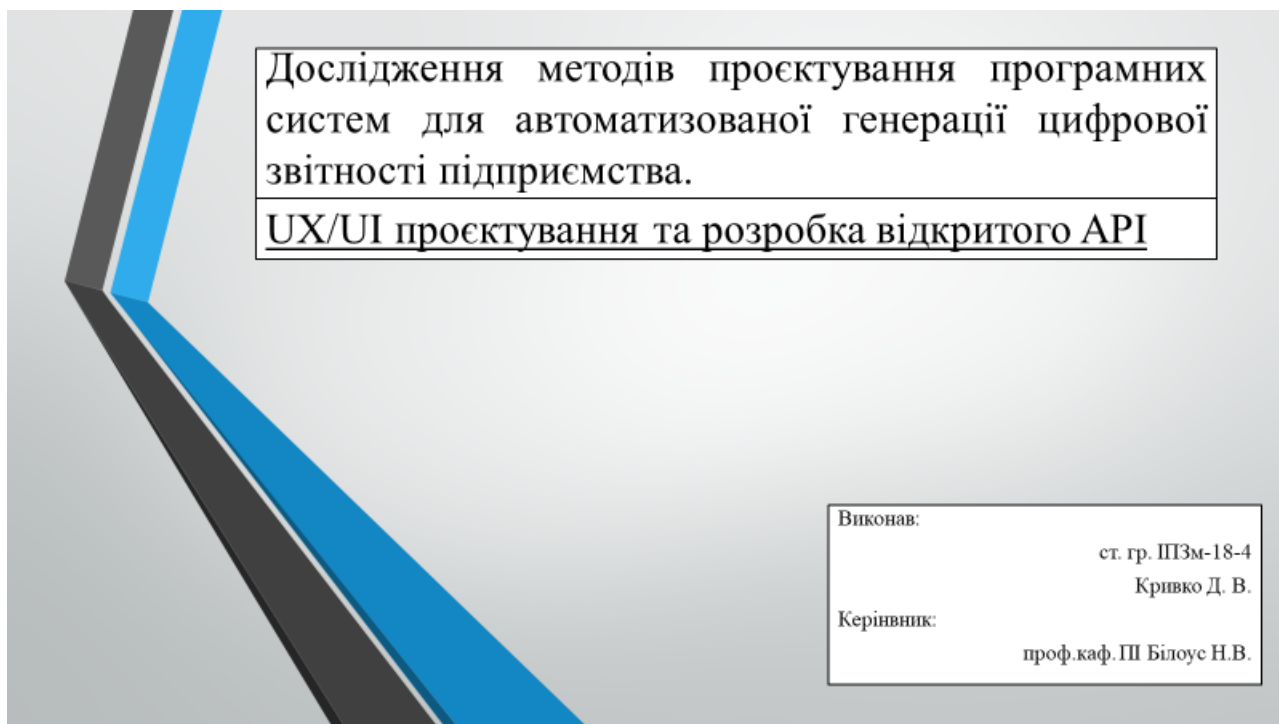 Дослідження методів проєктування програмних
систем для автоматизованої генерації цифрової
звітності підприємства.
UX/UI проєктування та розробка відкритого API
Виконав:
ст. гр. ІПЗм-18-4
Кривко Д. В.
Керінвник:
проф.каф.ПІ Білоус Н.В.